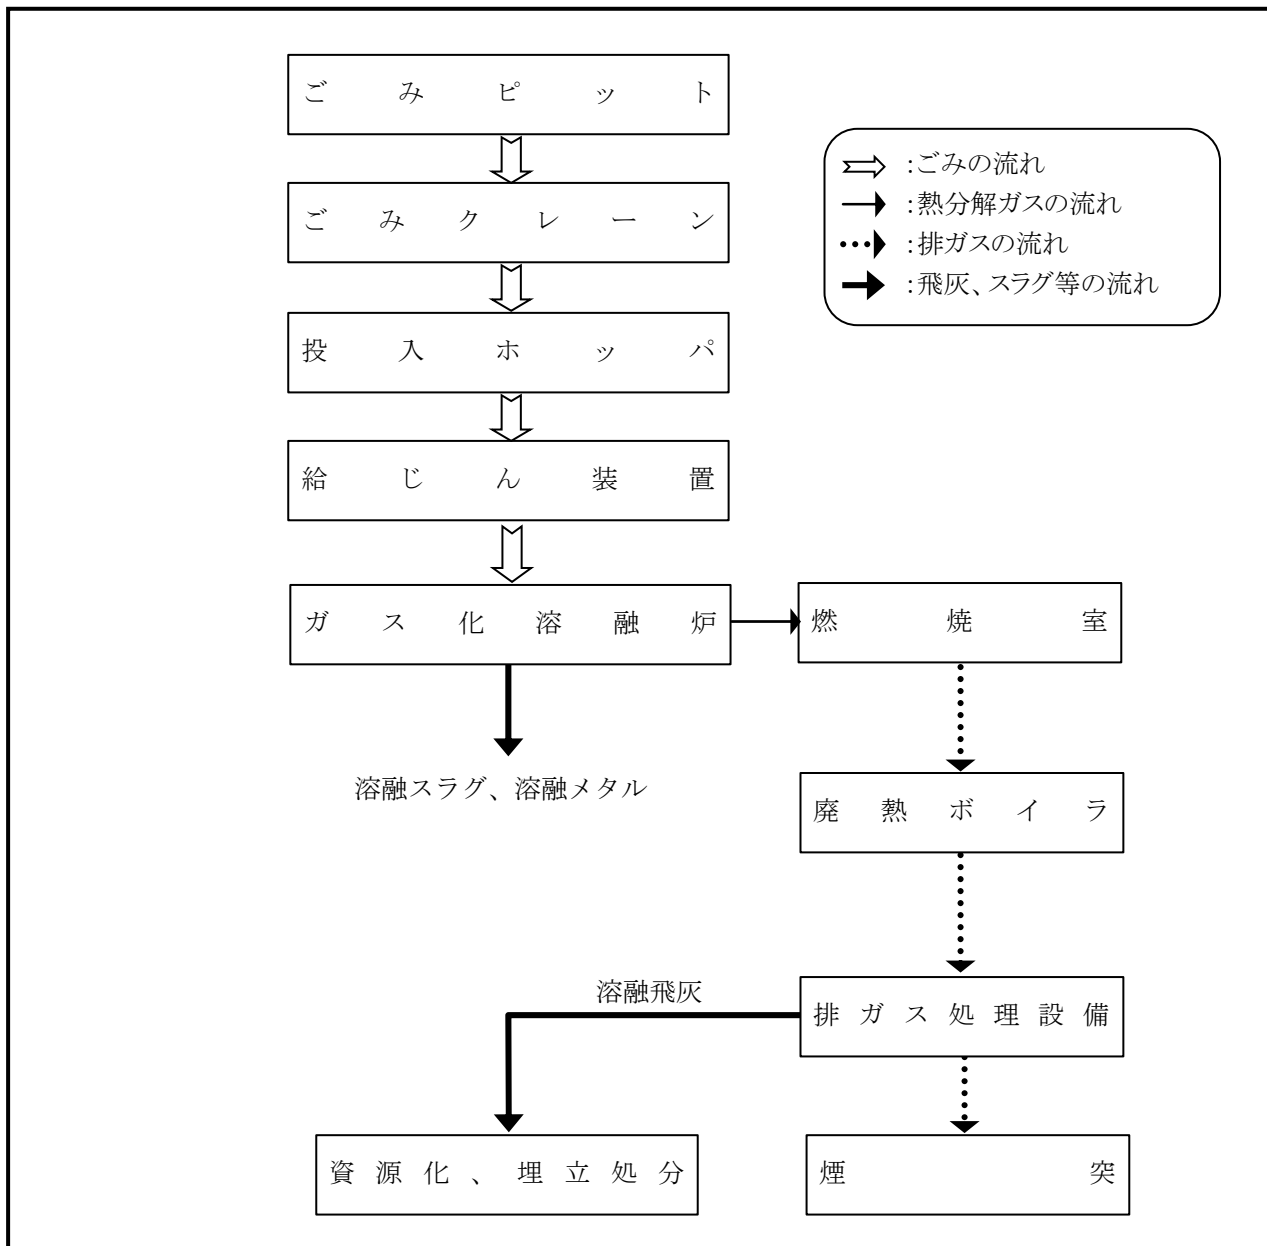 ごみピット
ごみクレーン
投入ホッパ
給じん装置
ガス化溶融炉
溶融スラグ、溶融メタル
:ごみの流れ
:熱分解ガスの流れ
:排ガスの流れ
:飛灰、スラグ等の流れ
燃焼室
廃熱ボイラ
排ガス処理設備
溶融飛灰
資源化、埋立処分
煙突